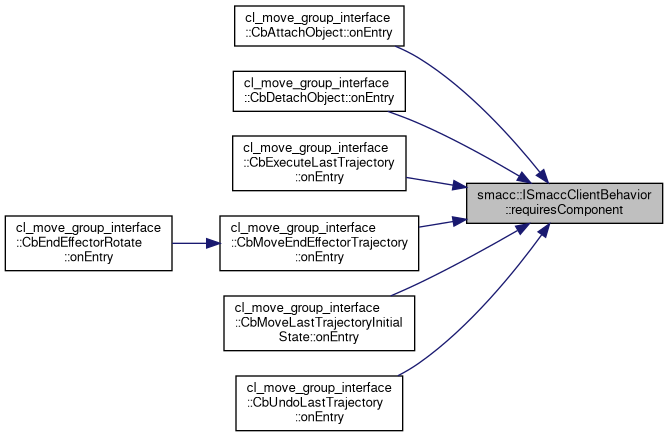 cl_move_group_interface
::CbAttachObject::onEntry
cl_move_group_interface
::CbDetachObject::onEntry
cl_move_group_interface
::CbExecuteLastTrajectory
::onEntry
smacc::ISmaccClientBehavior
::requiresComponent
cl_move_group_interface
::CbEndEffectorRotate
::onEntry
cl_move_group_interface
::CbMoveEndEffectorTrajectory
::onEntry
cl_move_group_interface
::CbMoveLastTrajectoryInitial
State::onEntry
cl_move_group_interface
::CbUndoLastTrajectory
::onEntry